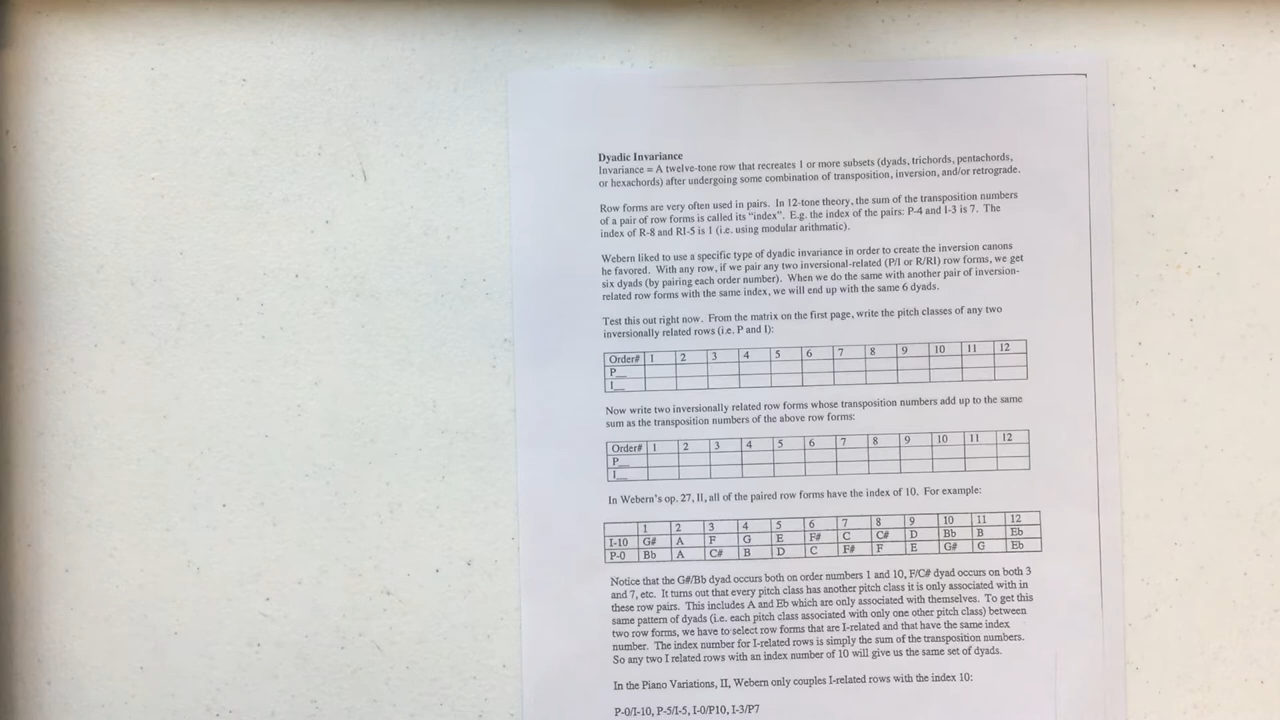 Dyadic Invariance
Invariance = A twelve-tone row that recreates 1 or more subsets (dyads, trichords, pentachords,
or hexachords) after undergoing some combination of transposition, inversion, and/or retrograde.
Row forms are very often used in pairs. In 12-tone theory, the sum of the transposition numbers
of a pair of row forms is called its "index". E.g. the index of the pairs: P-4 and I-3 is 7. The
index of R-8 and RI-5 is 1 (i.e. using modular arithmatic).
Webern liked to use a specific type of dyadic invariance in order to create the inversion canons
he favored. With any row, if we pair any two inversional-related (P/I or R/RI) row forms, we get
six dyads (by pairing each order number). When we do the same with another pair of inversion-
related row forms with the same index, we will end up with the same 6 dyads.
Test this out right now. From the matrix on the first page, write the pitch classes of any two
inversionally related rows (i.e. P and I):
Order# 1 2 3 4 5 6 7 8 9 10 11 12
P__
I__
Now write two inversionally related row forms whose transposition numbers add up to the same
sum as the transposition numbers of the above row forms:
Order# 1 2 3 4 5 6 7 8 9 10 11 12
P__
I__
In Webern's op. 27, II, all of the paired row forms have the index of 10. For example:
1 2 3 4 5 6 7 8 9 10 11 12
I-10 G# A F G E F# C C# D Bb B Eb
P-0 Bb A C# B D C F# F E G# G Eb
Notice that the G#/Bb dyad occurs both on order numbers 1 and 10, F/C# dyad occurs on both 3
and 7, etc. It turns out that every pitch class has another pitch class it is only associated with in
these row pairs. This includes A and Eb which are only associated with themselves. To get this
same pattern of dyads (i.e. each pitch class associated with only one other pitch class) between
two row forms, we have to select row forms that are I-related and that have the same index
number. The index number for I-related rows is simply the sum of the transposition numbers.
So any two I related rows with an index number of 10 will give us the same set of dyads.
In the Piano Variations, II, Webern only couples I-related rows with the index 10:
P-0/I-10, P-5/I-5, I-0/P10, I-3/P7